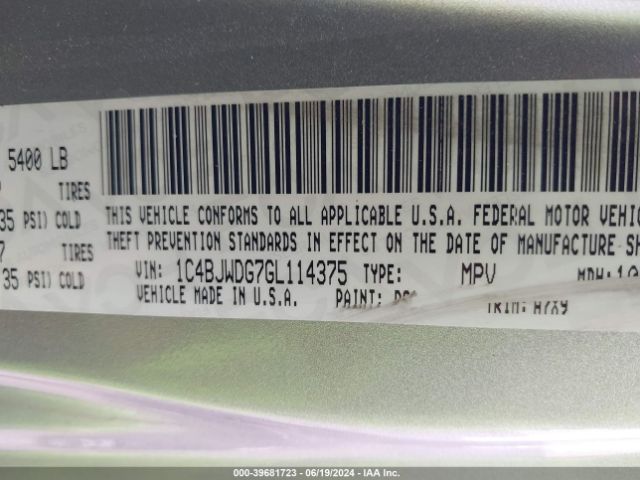 5400 LB
TIRES
35 PSI) COLD
THIS VEHICLE CONFORMS TO ALL APPLICABLE U.S.A. FEDERAL MOTOR VEHIC
7 TIRES
THEFT PREVENTION STANDARDS IN EFFECT ON THE DATE OF MANUFACTURE SH
35 PSI) COLD
VIN: 1C4BJWDG7GL114375 TYPE: MPV MDH:
VEHICLE MADE IN U.S.A. PAINT: TRIM:
000-39681723 - 06/19/2024 - IAA Inc.